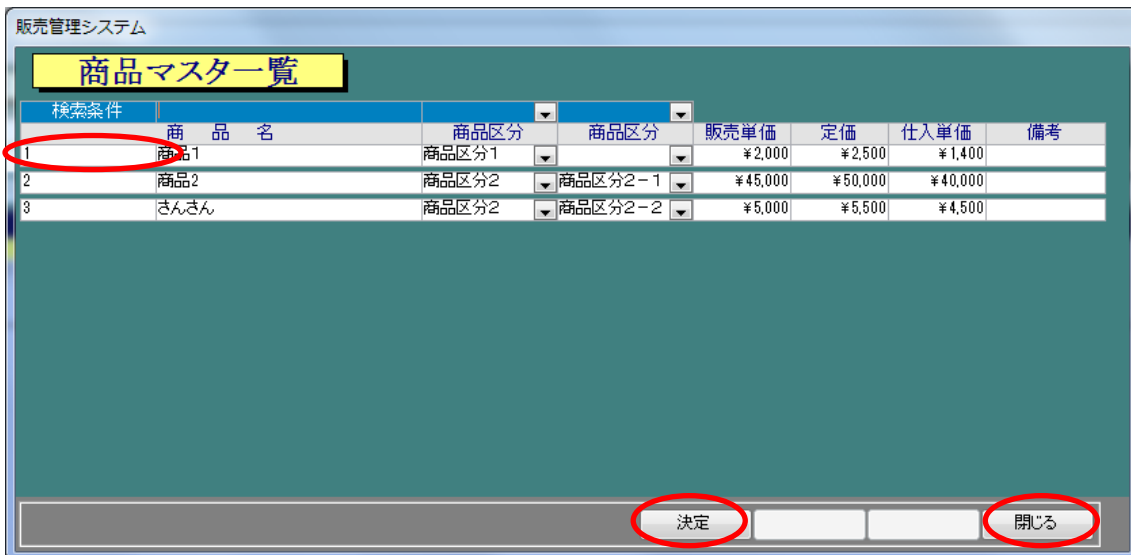 販売管理システム
商品マスター覧
検索条件
商 品 名 商品区分 商品区分 販売単価 定価 仕入単価 備考
1 商品1 商品区分1 ¥2,000 ¥2,500 ¥1,400
2 商品2 商品区分2 商品区分2-1 ¥45,000 ¥50,000 ¥40,000
3 さんさん 商品区分2 商品区分2-2 ¥5,000 ¥5,500 ¥4,500
決定 閉じる